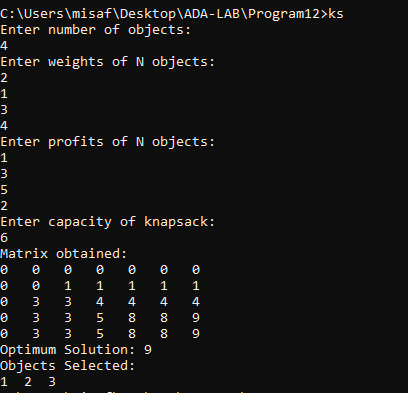 C:\Users\misaf\Desktop\ADA-LAB\Program12>ks
Enter number of objects:
4
Enter weights of N objects:
2
1
3
4
Enter profits of N objects:
1
3
5
2
Enter capacity of knapsack:
6
Matrix obtained:
0 0 0 0 0 0 0
0 0 1 1 1 1 1
0 3 3 4 4 4 4
0 3 3 5 8 8 9
0 3 3 5 8 8 9
Optimum Solution: 9
Objects Selected:
1 2 3